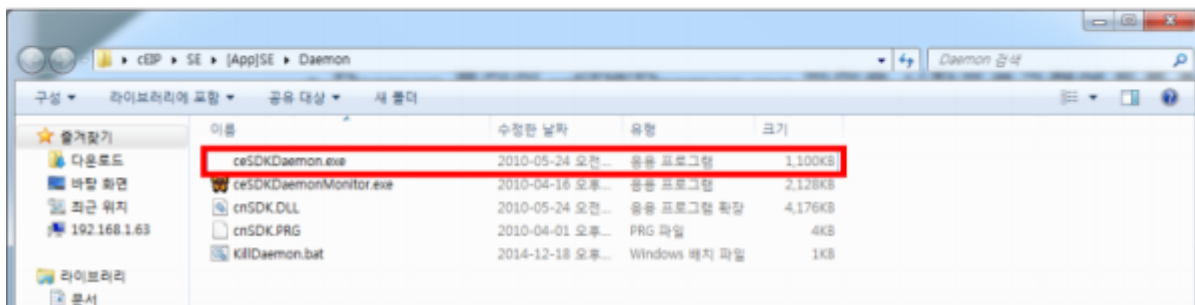 cEIP ▸ SE ▸ [App]SE ▸ Daemon
Daemon 검색
구성 라이브러리에 포함 공유 대상 새 폴더
이름 수정한 날짜 유형 크기
즐겨찾기
다운로드
바탕 화면
최근 위치
192.168.1.63
라이브러리
문서
ceSDKDaemon.exe 2010-05-24 오전... 응용 프로그램 1,100KB
ceSDKDaemonMonitor.exe 2010-04-16 오후... 응용 프로그램 2,128KB
cnSDK.DLL 2010-05-24 오전... 응용 프로그램 확장 4,176KB
cnSDK.PRG 2010-04-01 오후... PRG 파일 4KB
KillDaemon.bat 2014-12-18 오후... Windows 배치 파일 1KB